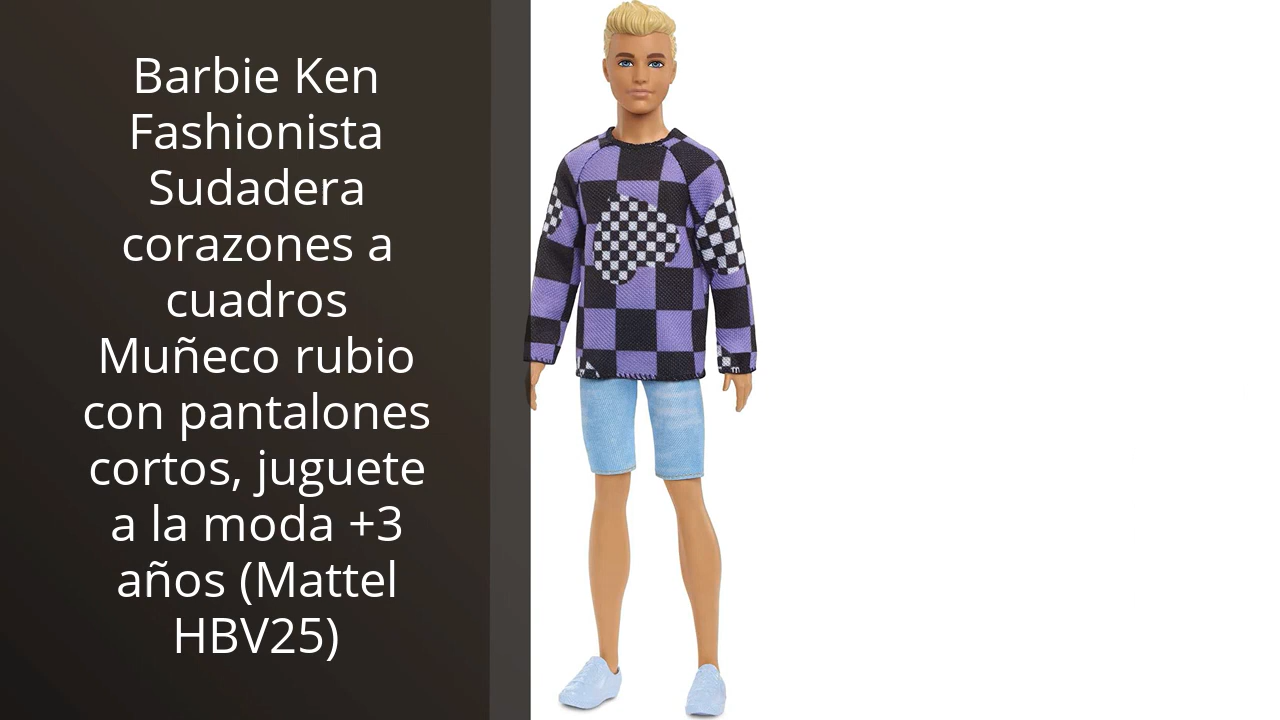 Barbie Ken
Fashionista
Sudadera
corazones a
cuadros
Muñeco rubio
con pantalones
cortos, juguete
a la moda +3
años (Mattel
HBV25)